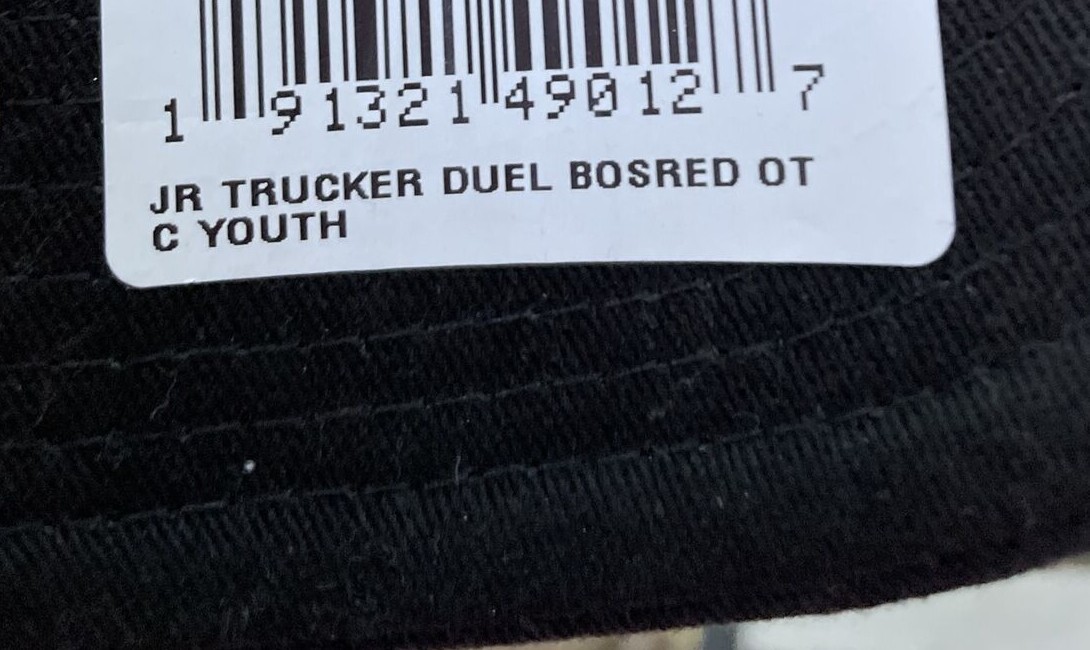 1 91321 49012 7
JR TRUCKER DUEL BOSRED OT
C YOUTH